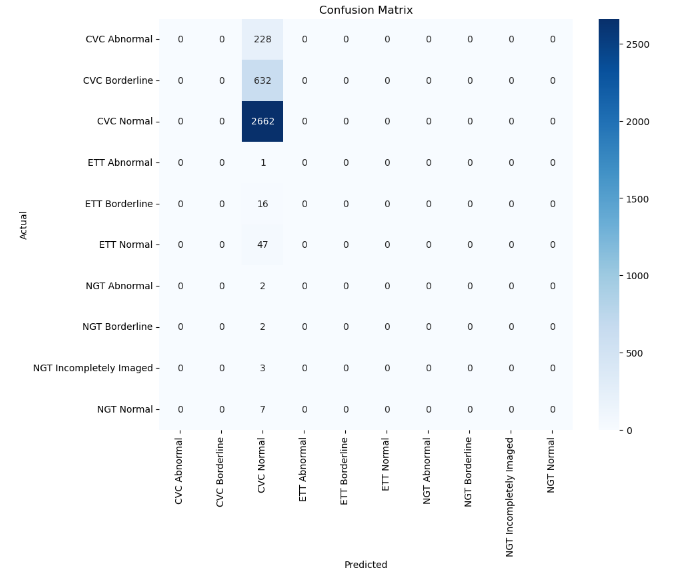 Confusion Matrix
CVC Abnormal 0 0 228 0 0 0 0 0 0 0
CVC Borderline 0 0 632 0 0 0 0 0 0 0
CVC Normal 0 0 2662 0 0 0 0 0 0 0
ETT Abnormal 0 0 1 0 0 0 0 0 0 0
ETT Borderline 0 0 16 0 0 0 0 0 0 0
ETT Normal 0 0 47 0 0 0 0 0 0 0
NGT Abnormal 0 0 2 0 0 0 0 0 0 0
NGT Borderline 0 0 2 0 0 0 0 0 0 0
NGT Incompletely Imaged 0 0 3 0 0 0 0 0 0 0
NGT Normal 0 0 7 0 0 0 0 0 0 0
Actual
CVC Abnormal
CVC Borderline
CVC Normal
ETT Abnormal
ETT Borderline
ETT Normal
NGT Abnormal
NGT Borderline
NGT Incompletely Imaged
NGT Normal
Predicted
2500
2000
1500
1000
500
0